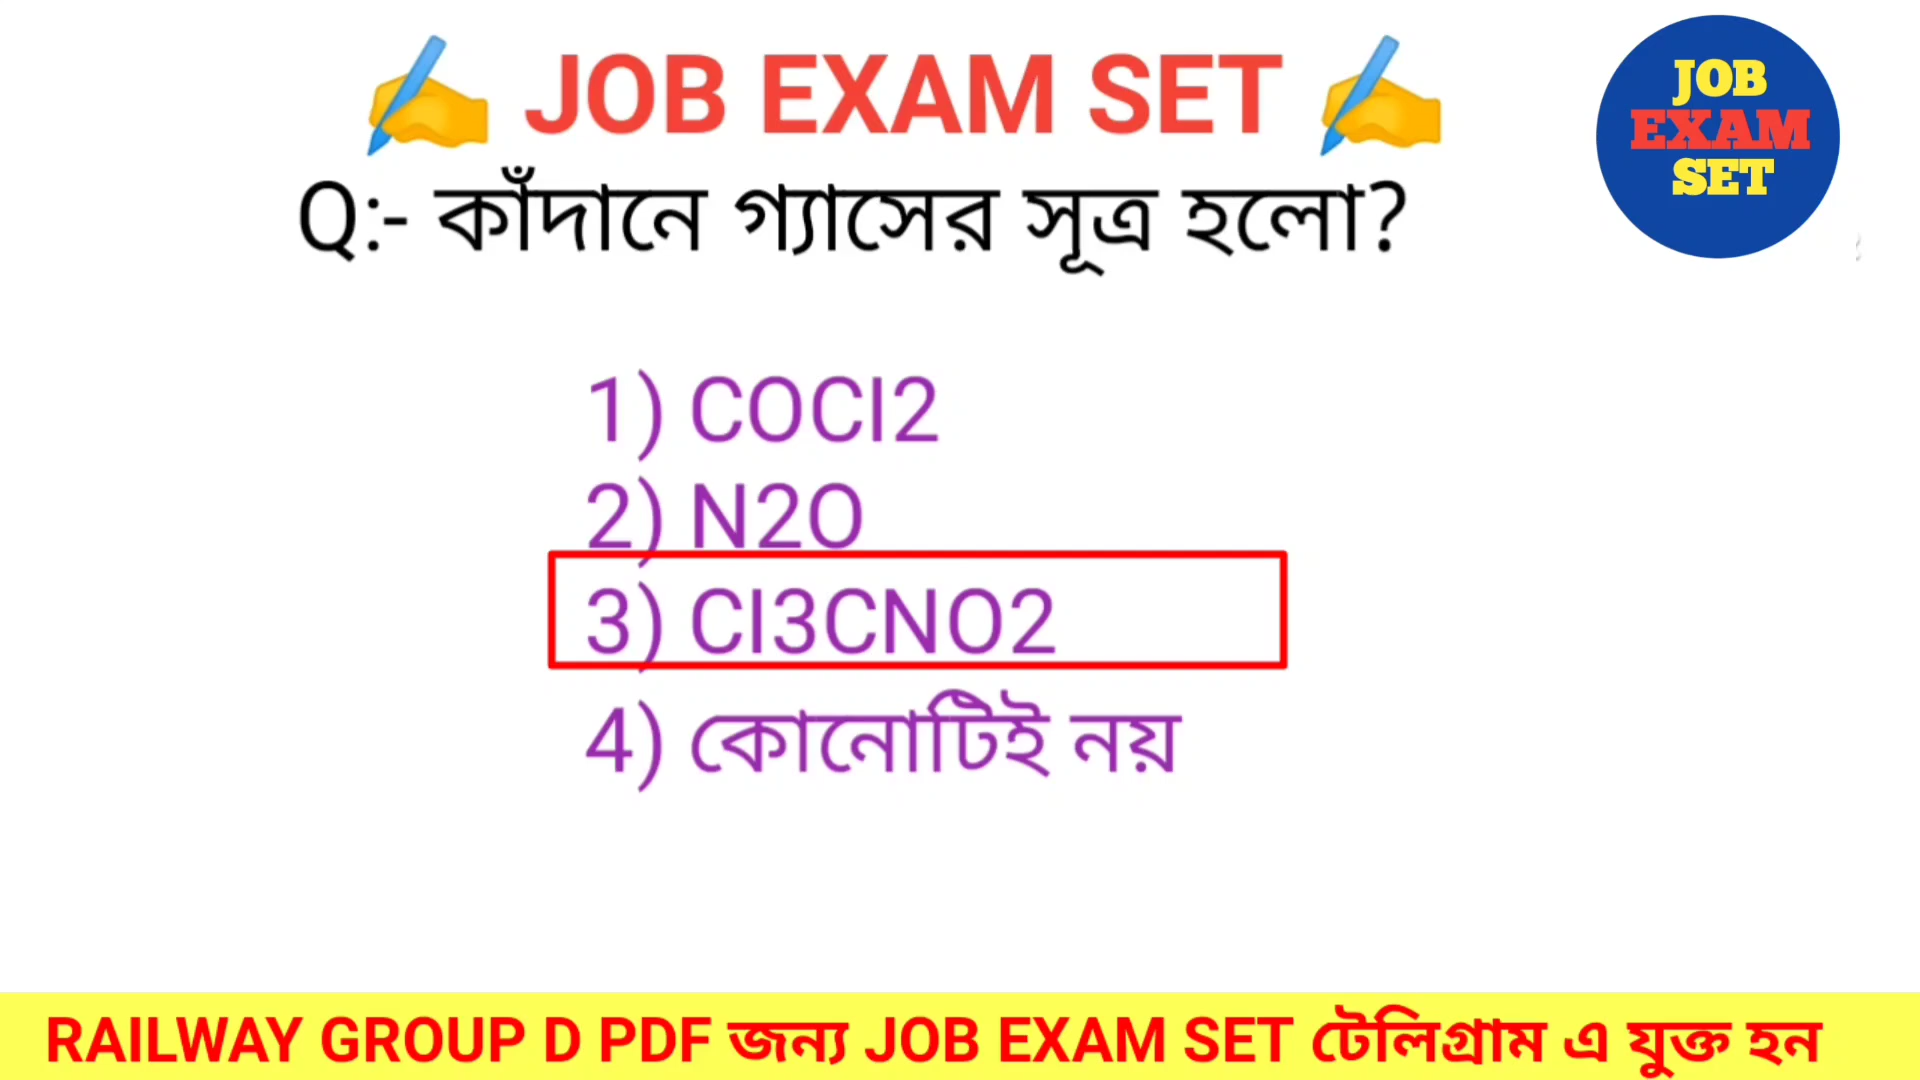 ✍ JOB EXAM SET ✍
JOB
EXAM
SET
Q:- কাঁদানে গ্যাসের সূত্র হলো?
1) COCl2
2) N2O
3) Cl3CNO2
4) কোনোটিই নয়
RAILWAY GROUP D PDF জন্য JOB EXAM SET টেলিগ্রাম এ যুক্ত হন